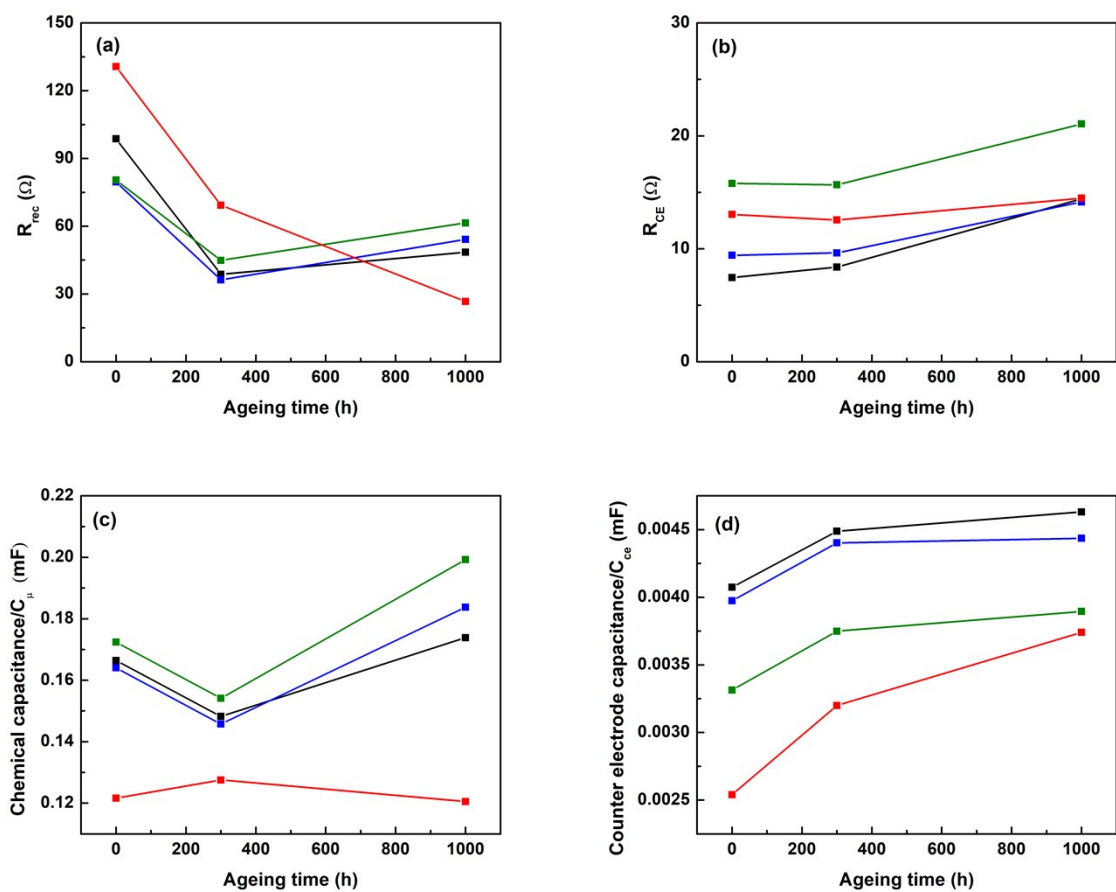 (a)
150
120
90
60
30
0
R_rec (Ω)
0 200 400 600 800 1000
Ageing time (h)
(b)
30
20
10
0
R_CE (Ω)
0 200 400 600 800 1000
Ageing time (h)
(c)
0.22
0.20
0.18
0.16
0.14
0.12
Chemical capacitance/C_μ (mF)
0 200 400 600 800 1000
Ageing time (h)
(d)
0.0045
0.0040
0.0035
0.0030
0.0025
Counter electrode capacitance/C_ce (mF)
0 200 400 600 800 1000
Ageing time (h)